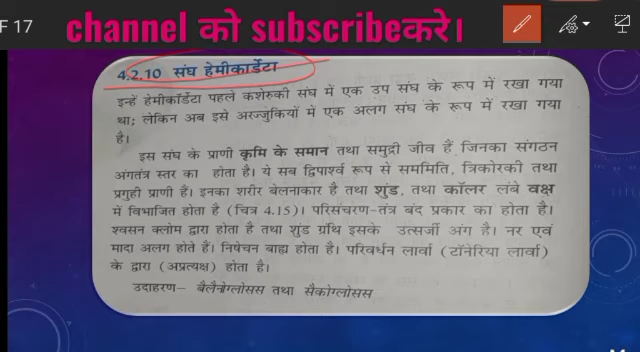 F 17
channel को subscribeकरे।
4.2.10 संघ हेमीकार्डेटा
इन्हें हेमीकॉर्डेटा पहले कशेरुकी संघ में एक उप संघ के रूप में रखा गया
था; लेकिन अब इसे अरज्जुकियों में एक अलग संघ के रूप में रखा गया
है।
इस संघ के प्राणी कृमि के समान तथा समुद्री जीव हैं जिनका संगठन
अंगतंत्र स्तर का होता है। ये सब द्विपार्श्व रूप से सममिति, त्रिकोरकी तथा
प्रगुही प्राणी हैं। इनका शरीर बेलनाकार है तथा शुंड, तथा कॉलर लंबे वक्ष
में विभाजित होता है (चित्र 4.15)। परिसंचरण-तंत्र बंद प्रकार का होता है।
श्वसन क्लोम द्वारा होता है तथा शुंड ग्रंथि इसके उत्सर्जी अंग है। नर एवं
मादा अलग होते हैं। निषेचन बाह्य होता है। परिवर्धन लार्वा (टॉनेरिया लार्वा)
के द्वारा (अप्रत्यक्ष) होता है।
उदाहरण– बैलैनोग्लोसस तथा सैकोग्लोसस